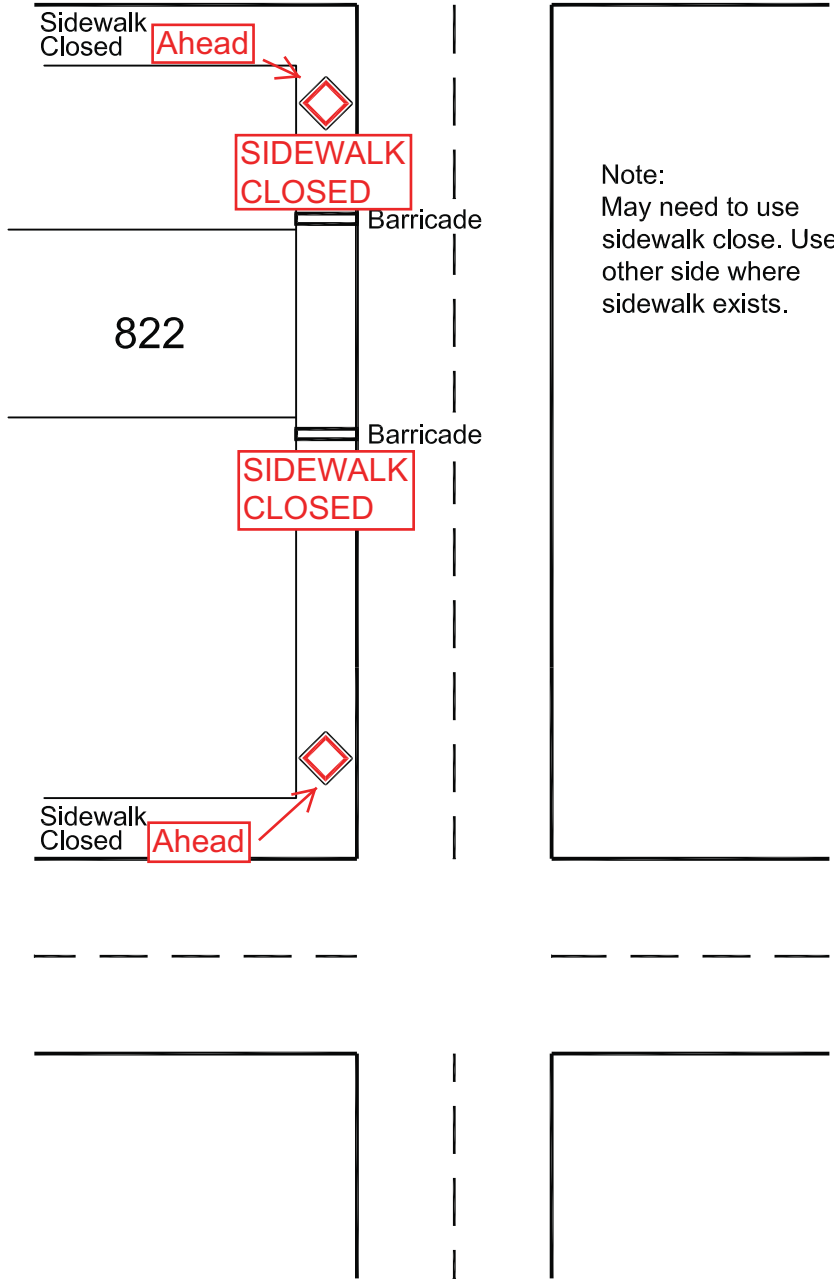 Sidewalk
Closed
Ahead
SIDEWALK
CLOSED
Barricade
Note:
May need to use
sidewalk close. Use
other side where
sidewalk exists.
822
Barricade
SIDEWALK
CLOSED
Sidewalk
Closed
Ahead